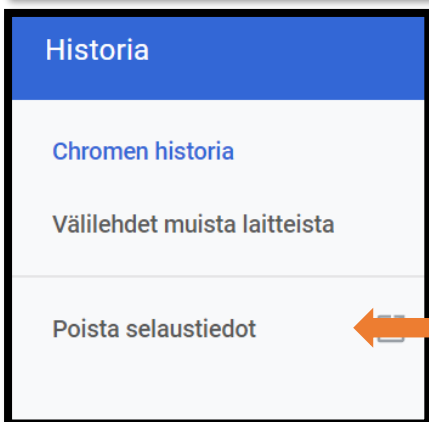 Historia
Chromen historia
Välilehdet muista laitteista
Poista selaustiedot